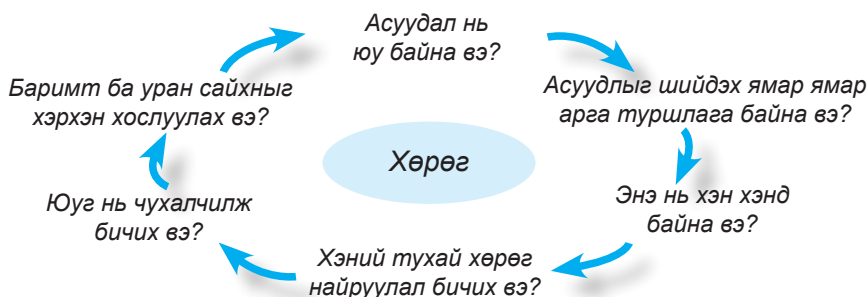 Асуудал нь
юу байна вэ?
Асуудлыг шийдэх ямар ямар
арга туршлага байна вэ?
Энэ нь хэн хэнд
байна вэ?
Хэний тухай хөрөг
найруулал бичих вэ?
Юуг нь чухалчилж
бичих вэ?
Баримт ба уран сайхныг
хэрхэн хослуулах вэ?
Хөрөг